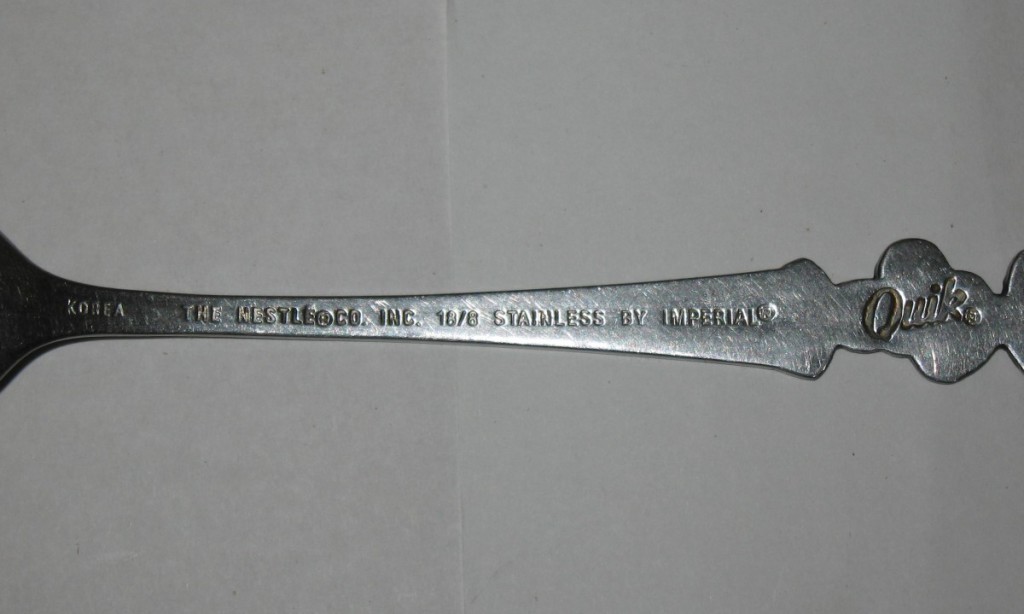 KOREA THE NESTLE® CO. INC. 18/8 STAINLESS BY IMPERIAL® Quik®